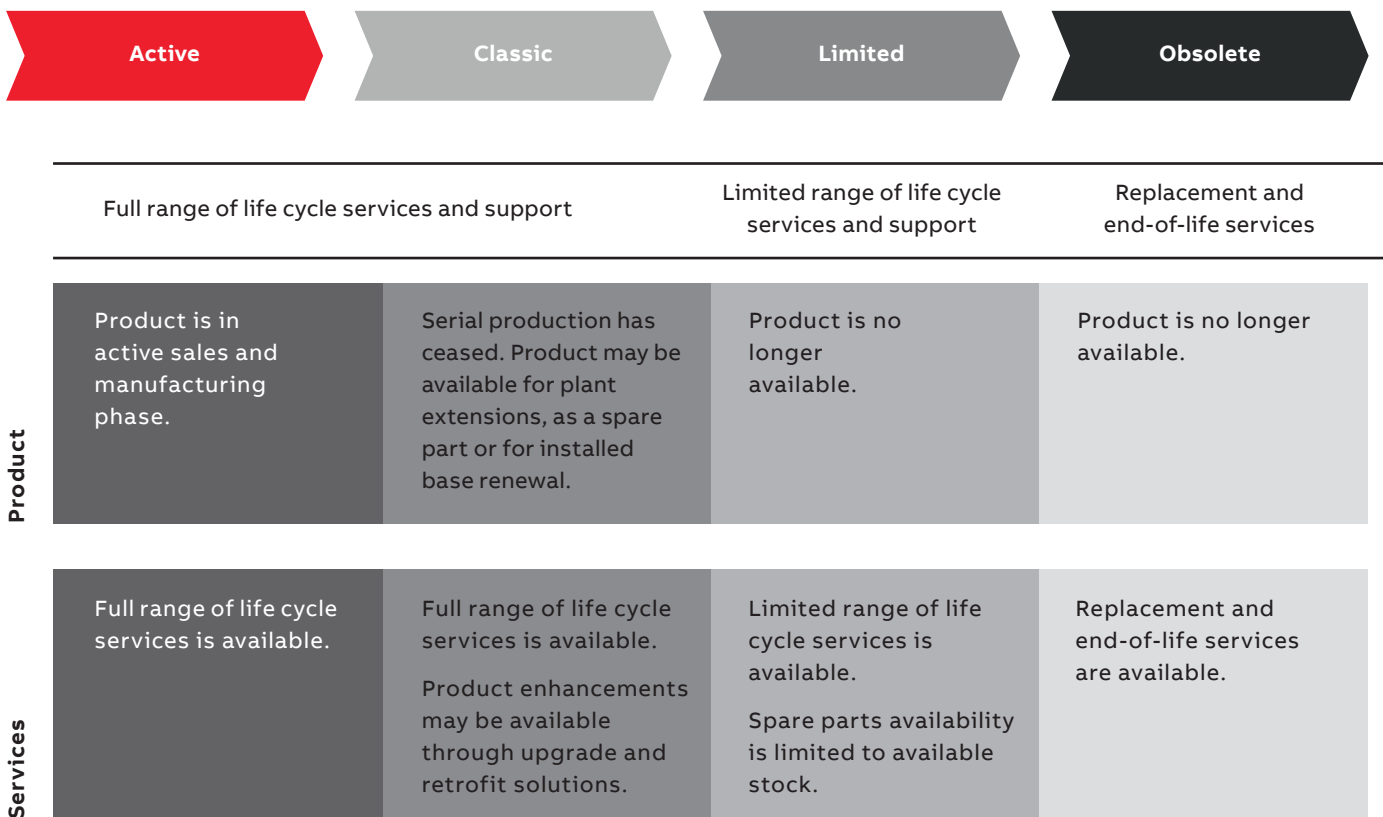 Active
Classic
Limited
Obsolete
Full range of life cycle services and support
Limited range of life cycle
services and support
Replacement and
end-of-life services
Product
Product is in
active sales and
manufacturing
phase.
Serial production has
ceased. Product may be
available for plant
extensions, as a spare
part or for installed
base renewal.
Product is no
longer
available.
Product is no longer
available.
Services
Full range of life cycle
services is available.
Full range of life cycle
services is available.
Product enhancements
may be available
through upgrade and
retrofit solutions.
Limited range of life
cycle services is
available.
Spare parts availability
is limited to available
stock.
Replacement and
end-of-life services
are available.